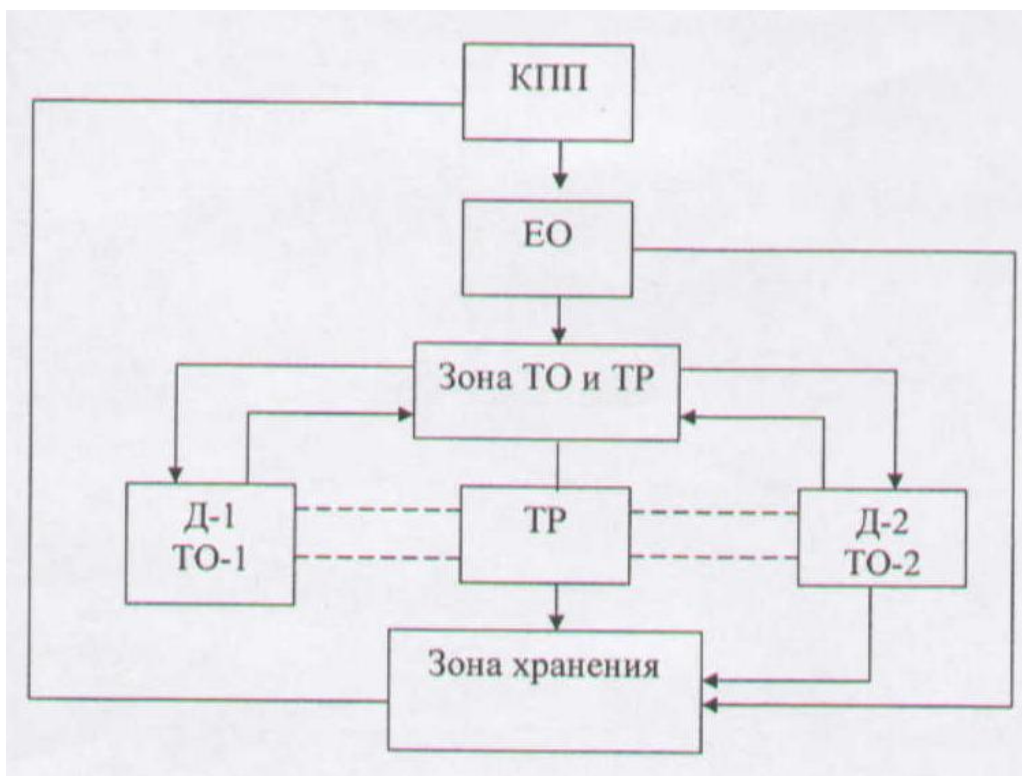 КПП
ЕО
Зона ТО и ТР
Д-1
ТО-1
ТР
Д-2
ТО-2
Зона хранения